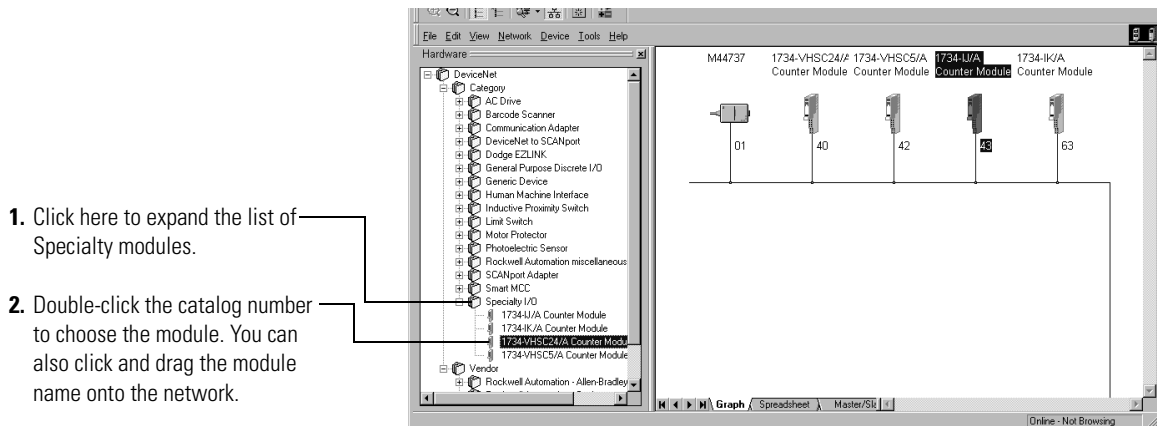 1. Click here to expand the list of
Specialty modules.
2. Double-click the catalog number
to choose the module. You can
also click and drag the module
name onto the network.
File Edit View Network Device Tools Help
Hardware
DeviceNet
Category
AC Drive
Barcode Scanner
Communication Adapter
DeviceNet to SCANport
Dodge EZLINK
General Purpose Discrete I/O
Generic Device
Human Machine Interface
Inductive Proximity Switch
Limit Switch
Motor Protector
Photoelectric Sensor
Rockwell Automation miscellaneous
SCANport Adapter
Smart MCC
Specialty I/O
1734-IJ/A Counter Module
1734-IK/A Counter Module
1734-VHSC24/A Counter Modu
1734-VHSC5/A Counter Module
Vendor
Rockwell Automation - Allen-Bradley
M44737
1734-VHSC24/A
Counter Module
1734-VHSC5/A
Counter Module
1734-IJ/A
Counter Module
1734-IK/A
Counter Module
01
40
42
43
63
Graph Spreadsheet Master/Sla
Online - Not Browsing